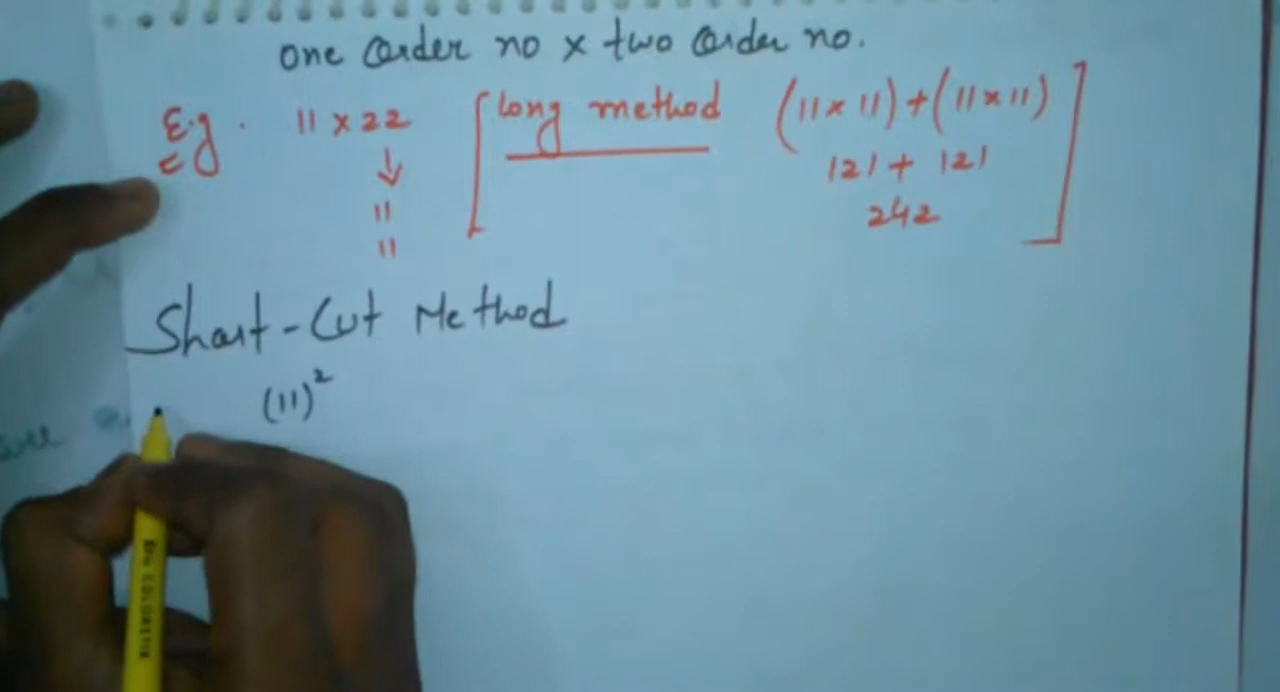 one order no x two order no.
E.g. 11 x 22 [long method (11 x 11) + (11 x 11)]
↓ 121 + 121
11 242
11
Short-Cut Method
(11)²